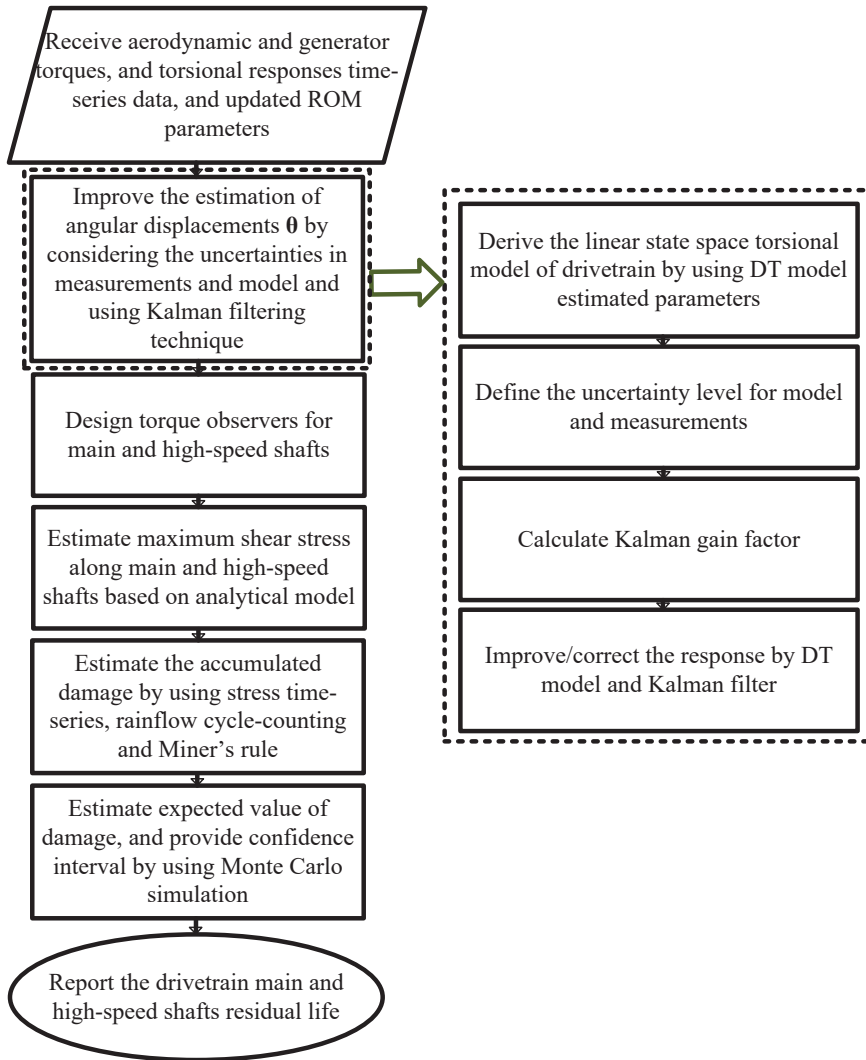 Receive aerodynamic and generator
torques, and torsional responses time-
series data, and updated ROM
parameters
Improve the estimation of
angular displacements θ by
considering the uncertainties in
measurements and model and
using Kalman filtering
technique
Design torque observers for
main and high-speed shafts
Estimate maximum shear stress
along main and high-speed
shafts based on analytical model
Estimate the accumulated
damage by using stress time-
series, rainflow cycle-counting
and Miner's rule
Estimate expected value of
damage, and provide confidence
interval by using Monte Carlo
simulation
Report the drivetrain main and
high-speed shafts residual life
Derive the linear state space torsional
model of drivetrain by using DT model
estimated parameters
Define the uncertainty level for model
and measurements
Calculate Kalman gain factor
Improve/correct the response by DT
model and Kalman filter